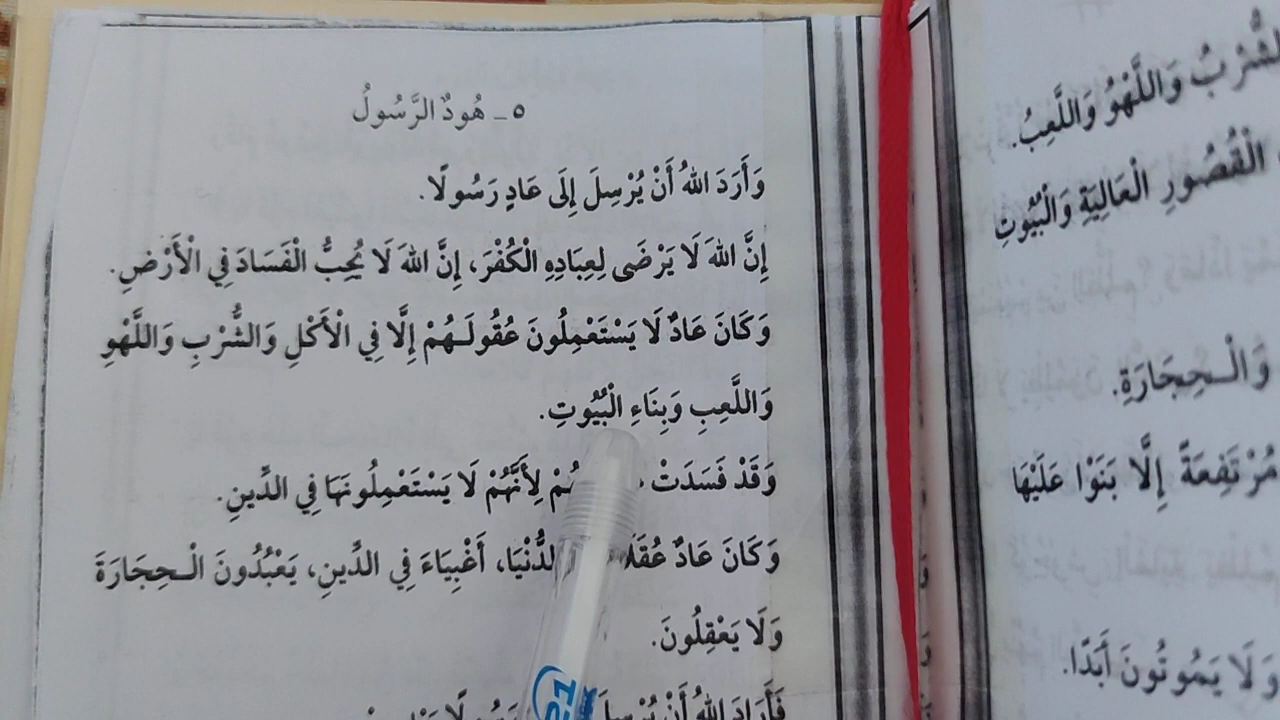 ٥ ـ هُودٌ الرَّسُولُ
وَأَرَدَ اللهُ أَنْ يُرْسِلَ إِلَى عَادٍ رَسُولًا.
إِنَّ اللهَ لَا يَرْضَى لِعِبَادِهِ الْكُفْرَ، إِنَّ اللهَ لَا يُحِبُّ الْفَسَادَ فِي الْأَرْضِ.
وَكَانَ عَادٌ لَا يَسْتَعْمِلُونَ عُقُولَهُمْ إِلَّا فِي الْأَكْلِ وَالشُّرْبِ وَاللَّهْوِ
وَاللَّعِبِ وَبِنَاءِ الْبُيُوتِ.
وَقَدْ فَسَدَتْ لِأَنَّهُمْ لَا يَسْتَعْمِلُونَهَا فِي الدِّينِ.
وَكَانَ عَادٌ الدُّنْيَا، أَغْبِيَاءَ فِي الدِّينِ، يَعْبُدُونَ الْحِجَارَةَ
وَلَا يَعْقِلُونَ.
فَأَرَادَ اللهُ أَنْ
وَاللَّهْوُ وَاللَّعِبُ.
الْقُصُورِ الْعَالِيَةِ وَالْبُيُوتِ
وَالْحِجَارَةِ.
مُرْتَفِعَةً إِلَّا بَنَوْا عَلَيْهَا
وَلَا يَمُوتُونَ أَبَدًا.